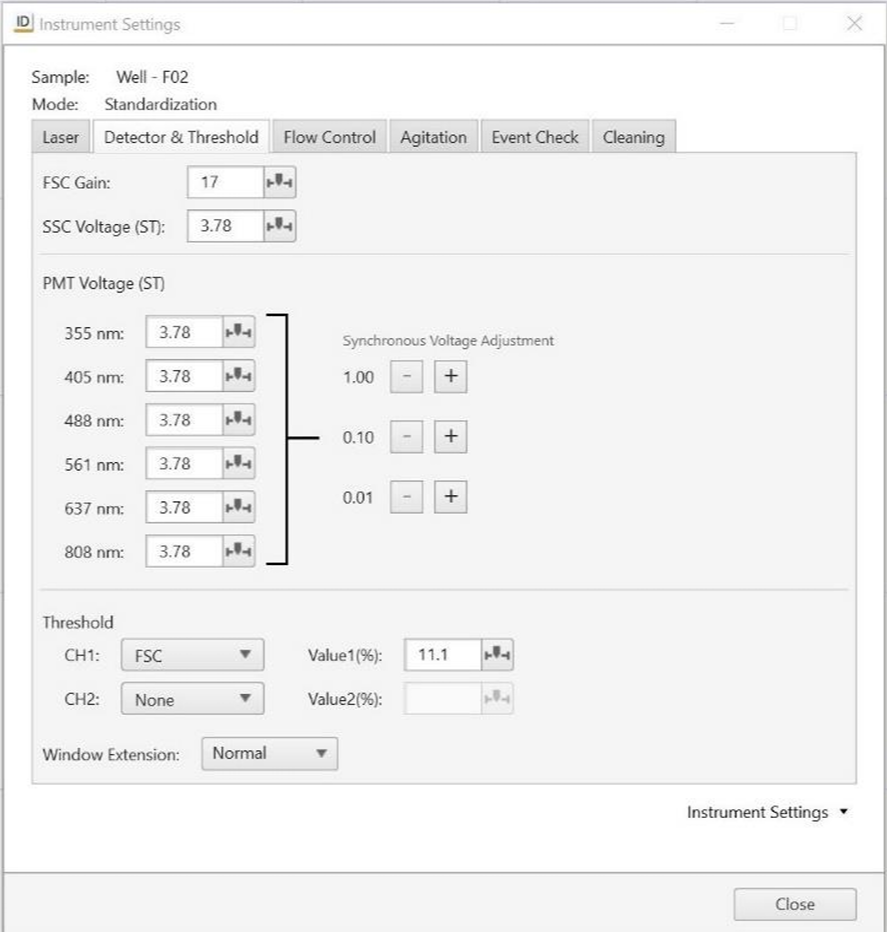 ID Instrument Settings
Sample: Well - F02
Mode: Standardization
Laser Detector & Threshold Flow Control Agitation Event Check Cleaning
FSC Gain: 17
SSC Voltage (ST): 3.78
PMT Voltage (ST)
355 nm: 3.78
Synchronous Voltage Adjustment
405 nm: 3.78 1.00 - +
488 nm: 3.78
0.10 - +
561 nm: 3.78
637 nm: 3.78 0.01 - +
808 nm: 3.78
Threshold
CH1: FSC Value1(%): 11.1
CH2: None Value2(%):
Window Extension: Normal
Instrument Settings
Close